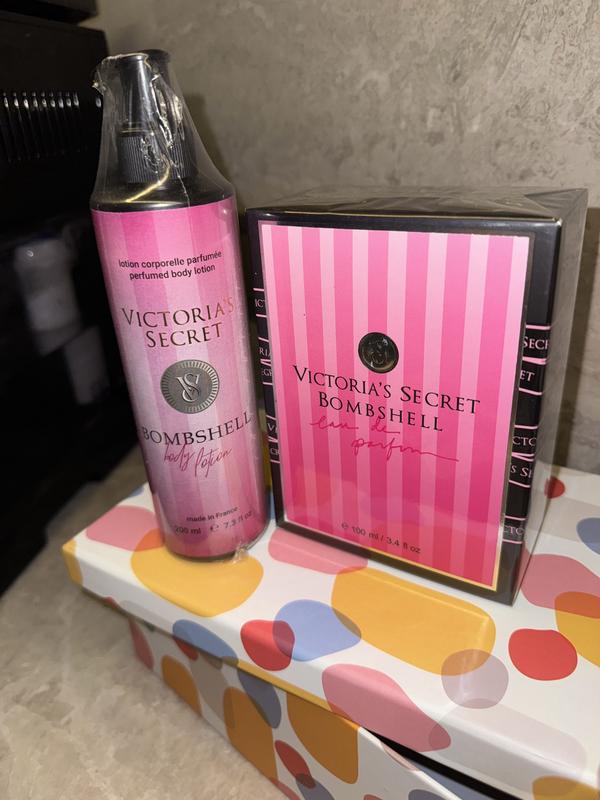 lotion corporelle parfumée
perfumed body lotion
VICTORIA'S
SECRET
VS
BOMBSHELL
body lotion
made in France
200 ml ℮ 7.3 fl oz
VICTORIA'S SECRET
BOMBSHELL
eau de
parfum
℮ 100 ml / 3.4 fl oz